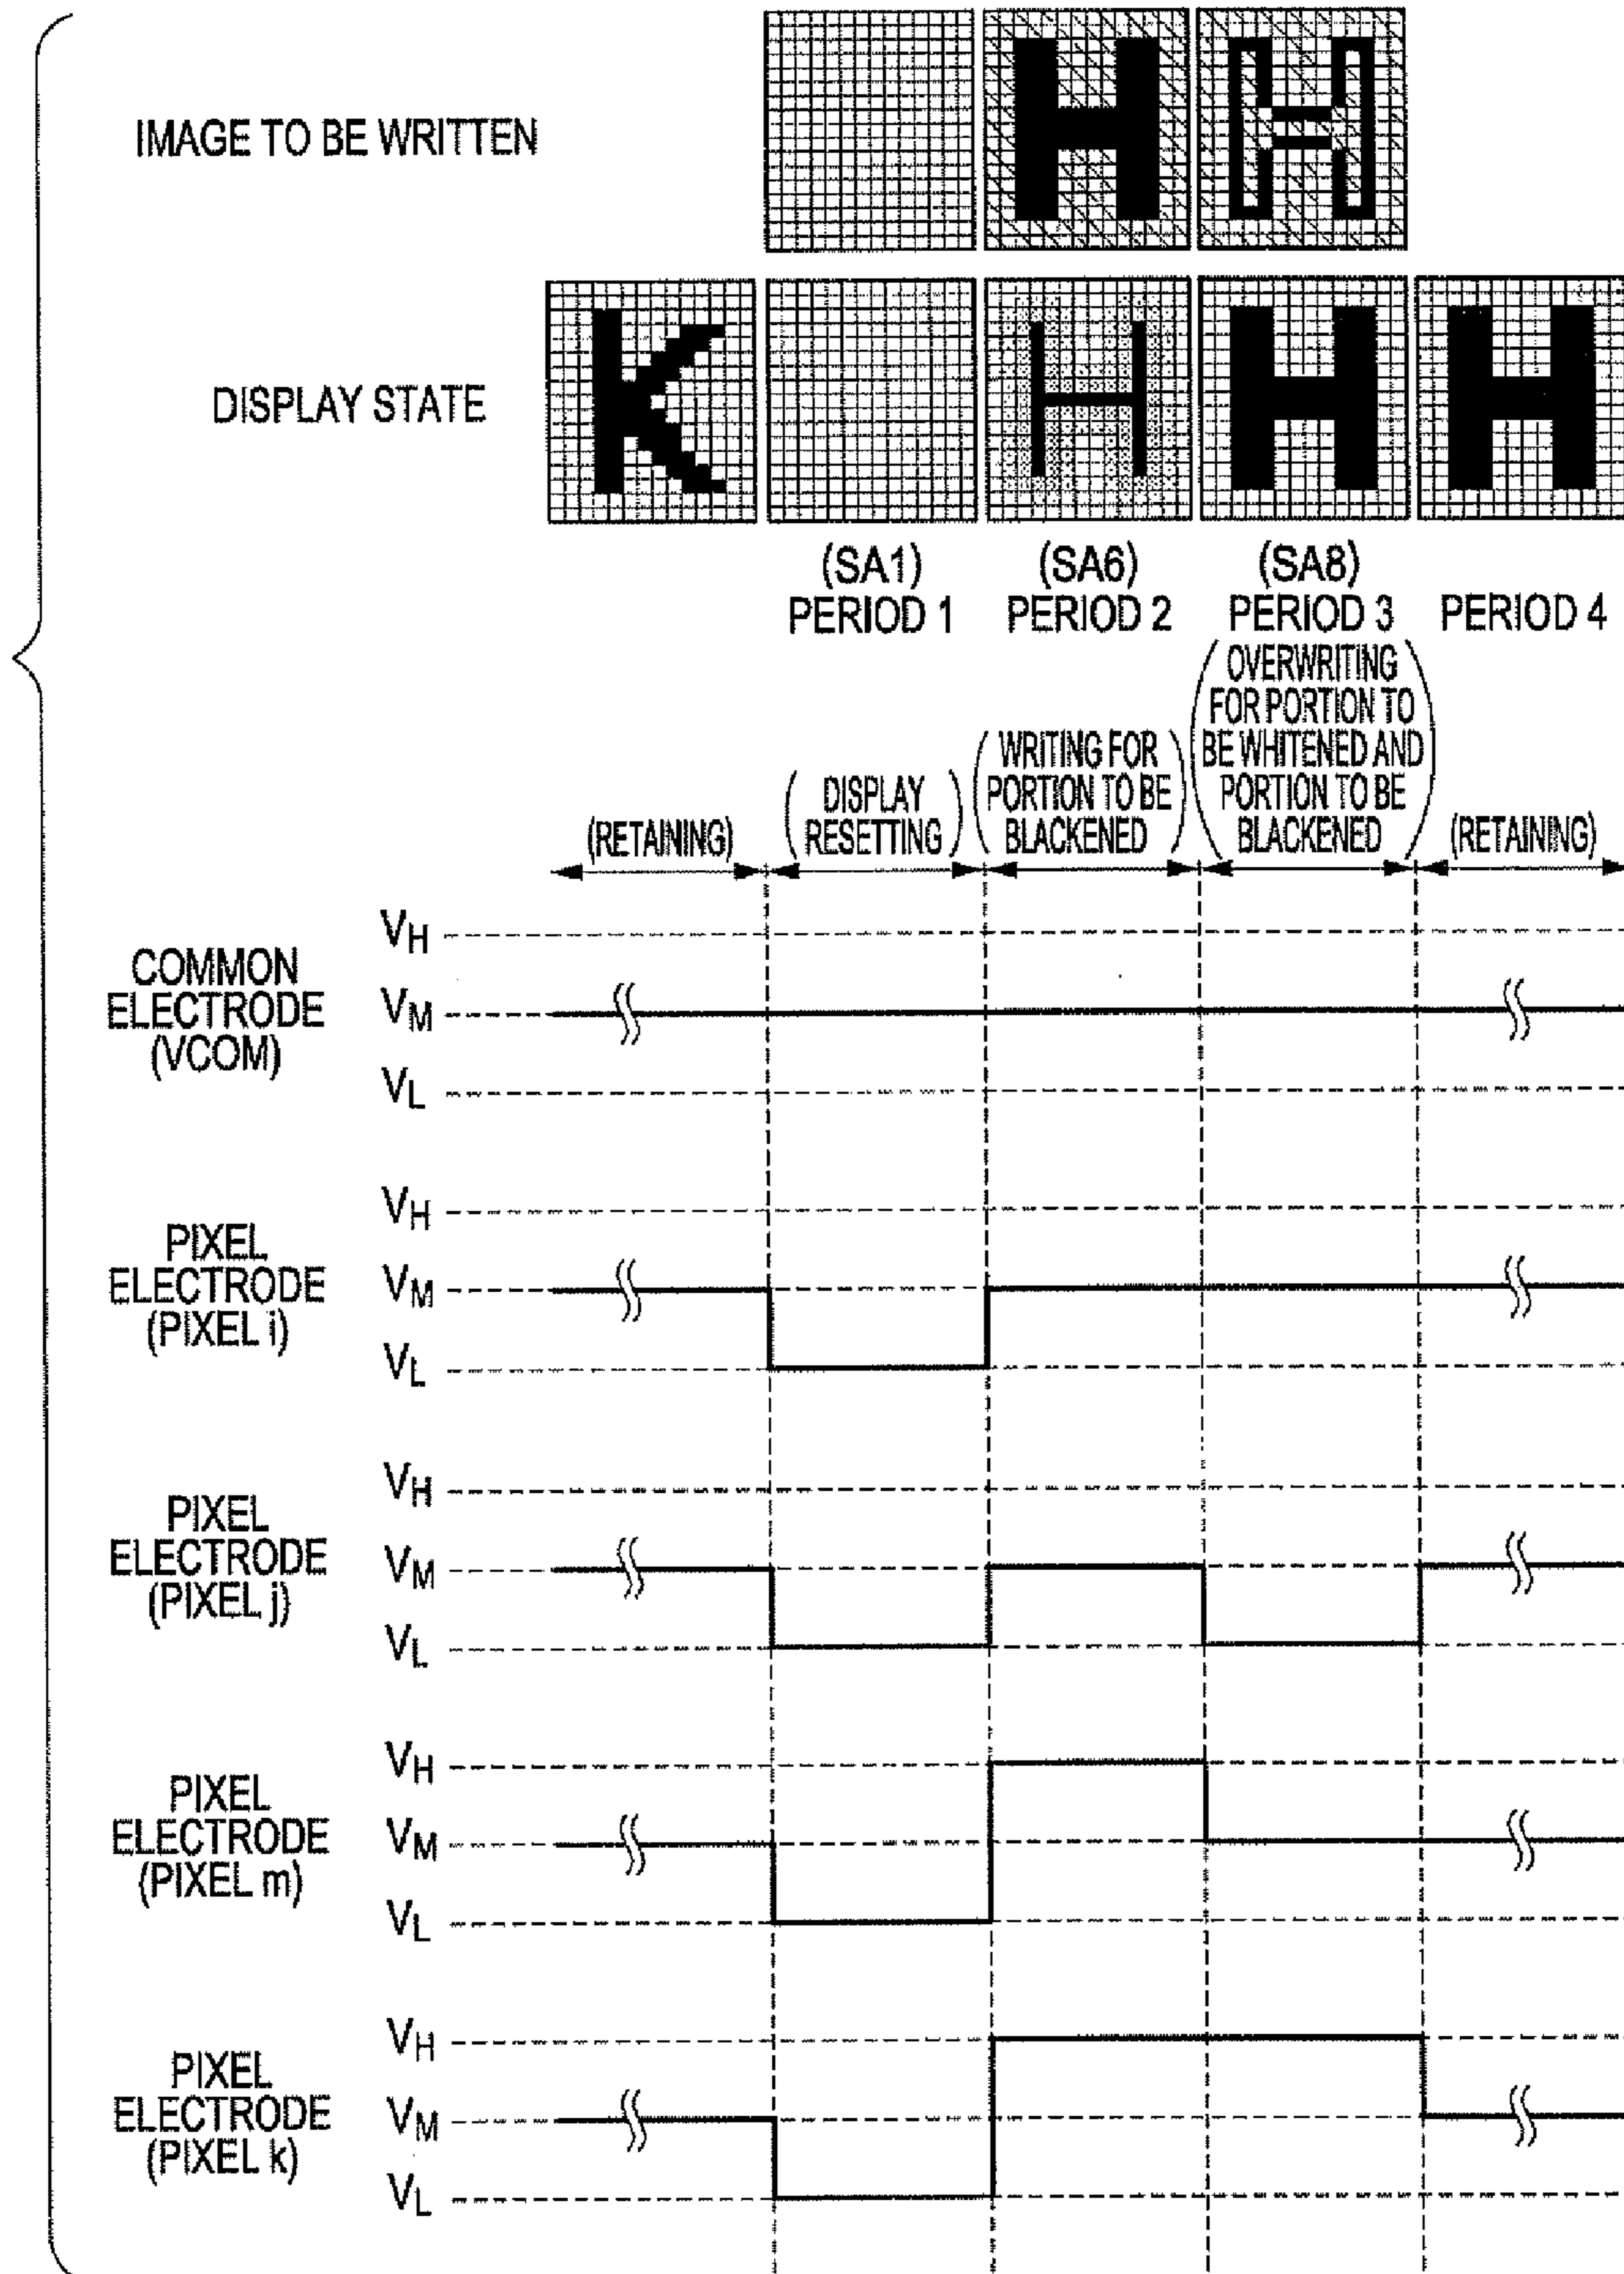 IMAGE TO BE WRITTEN
H
H
DISPLAY STATE
K
H
H
H
(SA1)
PERIOD 1
(SA6)
PERIOD 2
(SA8)
PERIOD 3
PERIOD 4
(RETAINING)
(DISPLAY
RESETTING)
(WRITING FOR
PORTION TO BE
BLACKENED)
(OVERWRITING
FOR PORTION TO
BE WHITENED AND
PORTION TO BE
BLACKENED)
(RETAINING)
COMMON
ELECTRODE
(VCOM)
VH
VM
VL
PIXEL
ELECTRODE
(PIXEL i)
VH
VM
VL
PIXEL
ELECTRODE
(PIXEL j)
VH
VM
VL
PIXEL
ELECTRODE
(PIXEL m)
VH
VM
VL
PIXEL
ELECTRODE
(PIXEL k)
VH
VM
VL